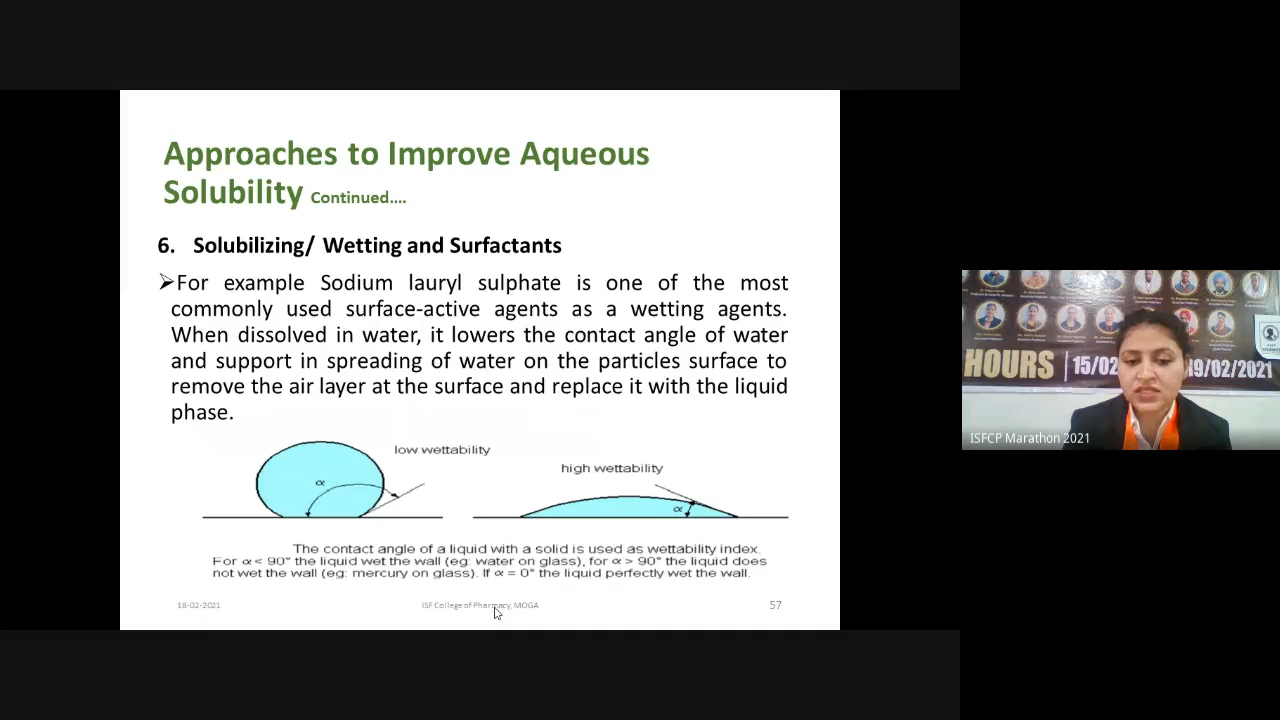 Approaches to Improve Aqueous
Solubility Continued....
6. Solubilizing/ Wetting and Surfactants
➢For example Sodium lauryl sulphate is one of the most
commonly used surface-active agents as a wetting agents.
When dissolved in water, it lowers the contact angle of water
and support in spreading of water on the particles surface to
remove the air layer at the surface and replace it with the liquid
phase.
low wettability
α
high wettability
α
The contact angle of a liquid with a solid is used as wettability index.
For α < 90° the liquid wet the wall (eg: water on glass), for α > 90° the liquid does
not wet the wall (eg: mercury on glass). If α = 0° the liquid perfectly wet the wall.
18-02-2021
ISF College of Pharmacy, MOGA
57
HOURS 15/02 19/02/2021
ISFCP Marathon 2021